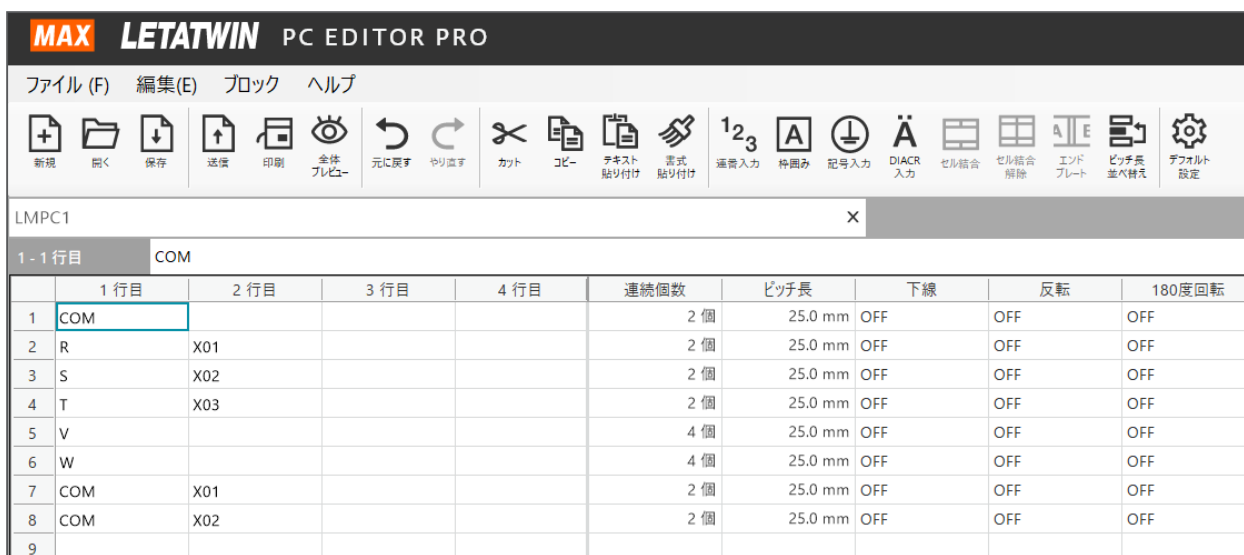 MAX LETATWIN PC EDITOR PRO
ファイル (F) 編集(E) ブロック ヘルプ
新規 開く 保存 送信 印刷 全体プレビュー 元に戻す やり直す カット コピー テキスト貼り付け 書式貼り付け 連番入力 枠囲み 記号入力 DIACR入力 セル結合 セル結合解除 エンドプレート ピッチ長並べ替え デフォルト設定
LMPC1 ×
1 - 1 行目 COM
1 行目 2 行目 3 行目 4 行目 連続個数 ピッチ長 下線 反転 180度回転
1 COM 2 個 25.0 mm OFF OFF OFF
2 R X01 2 個 25.0 mm OFF OFF OFF
3 S X02 2 個 25.0 mm OFF OFF OFF
4 T X03 2 個 25.0 mm OFF OFF OFF
5 V 4 個 25.0 mm OFF OFF OFF
6 W 4 個 25.0 mm OFF OFF OFF
7 COM X01 2 個 25.0 mm OFF OFF OFF
8 COM X02 2 個 25.0 mm OFF OFF OFF
9